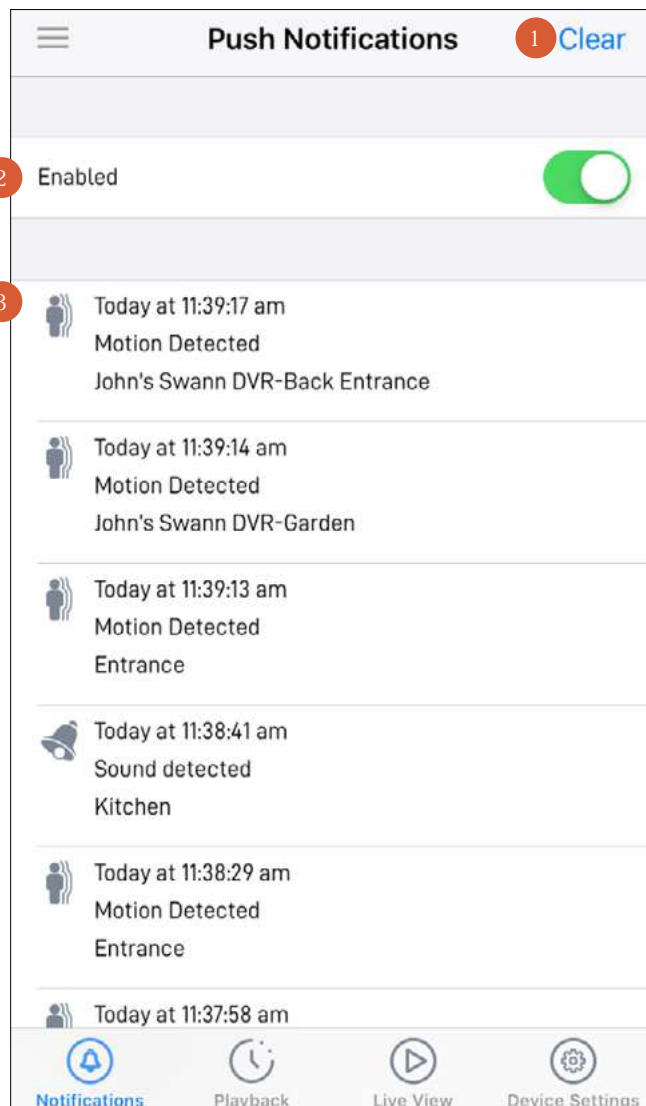 Push Notifications
1 Clear
2 Enabled
3 Today at 11:39:17 am
Motion Detected
John's Swann DVR-Back Entrance
Today at 11:39:14 am
Motion Detected
John's Swann DVR-Garden
Today at 11:39:13 am
Motion Detected
Entrance
Today at 11:38:41 am
Sound detected
Kitchen
Today at 11:38:29 am
Motion Detected
Entrance
Today at 11:37:58 am
Notifications
Playback
Live View
Device Settings